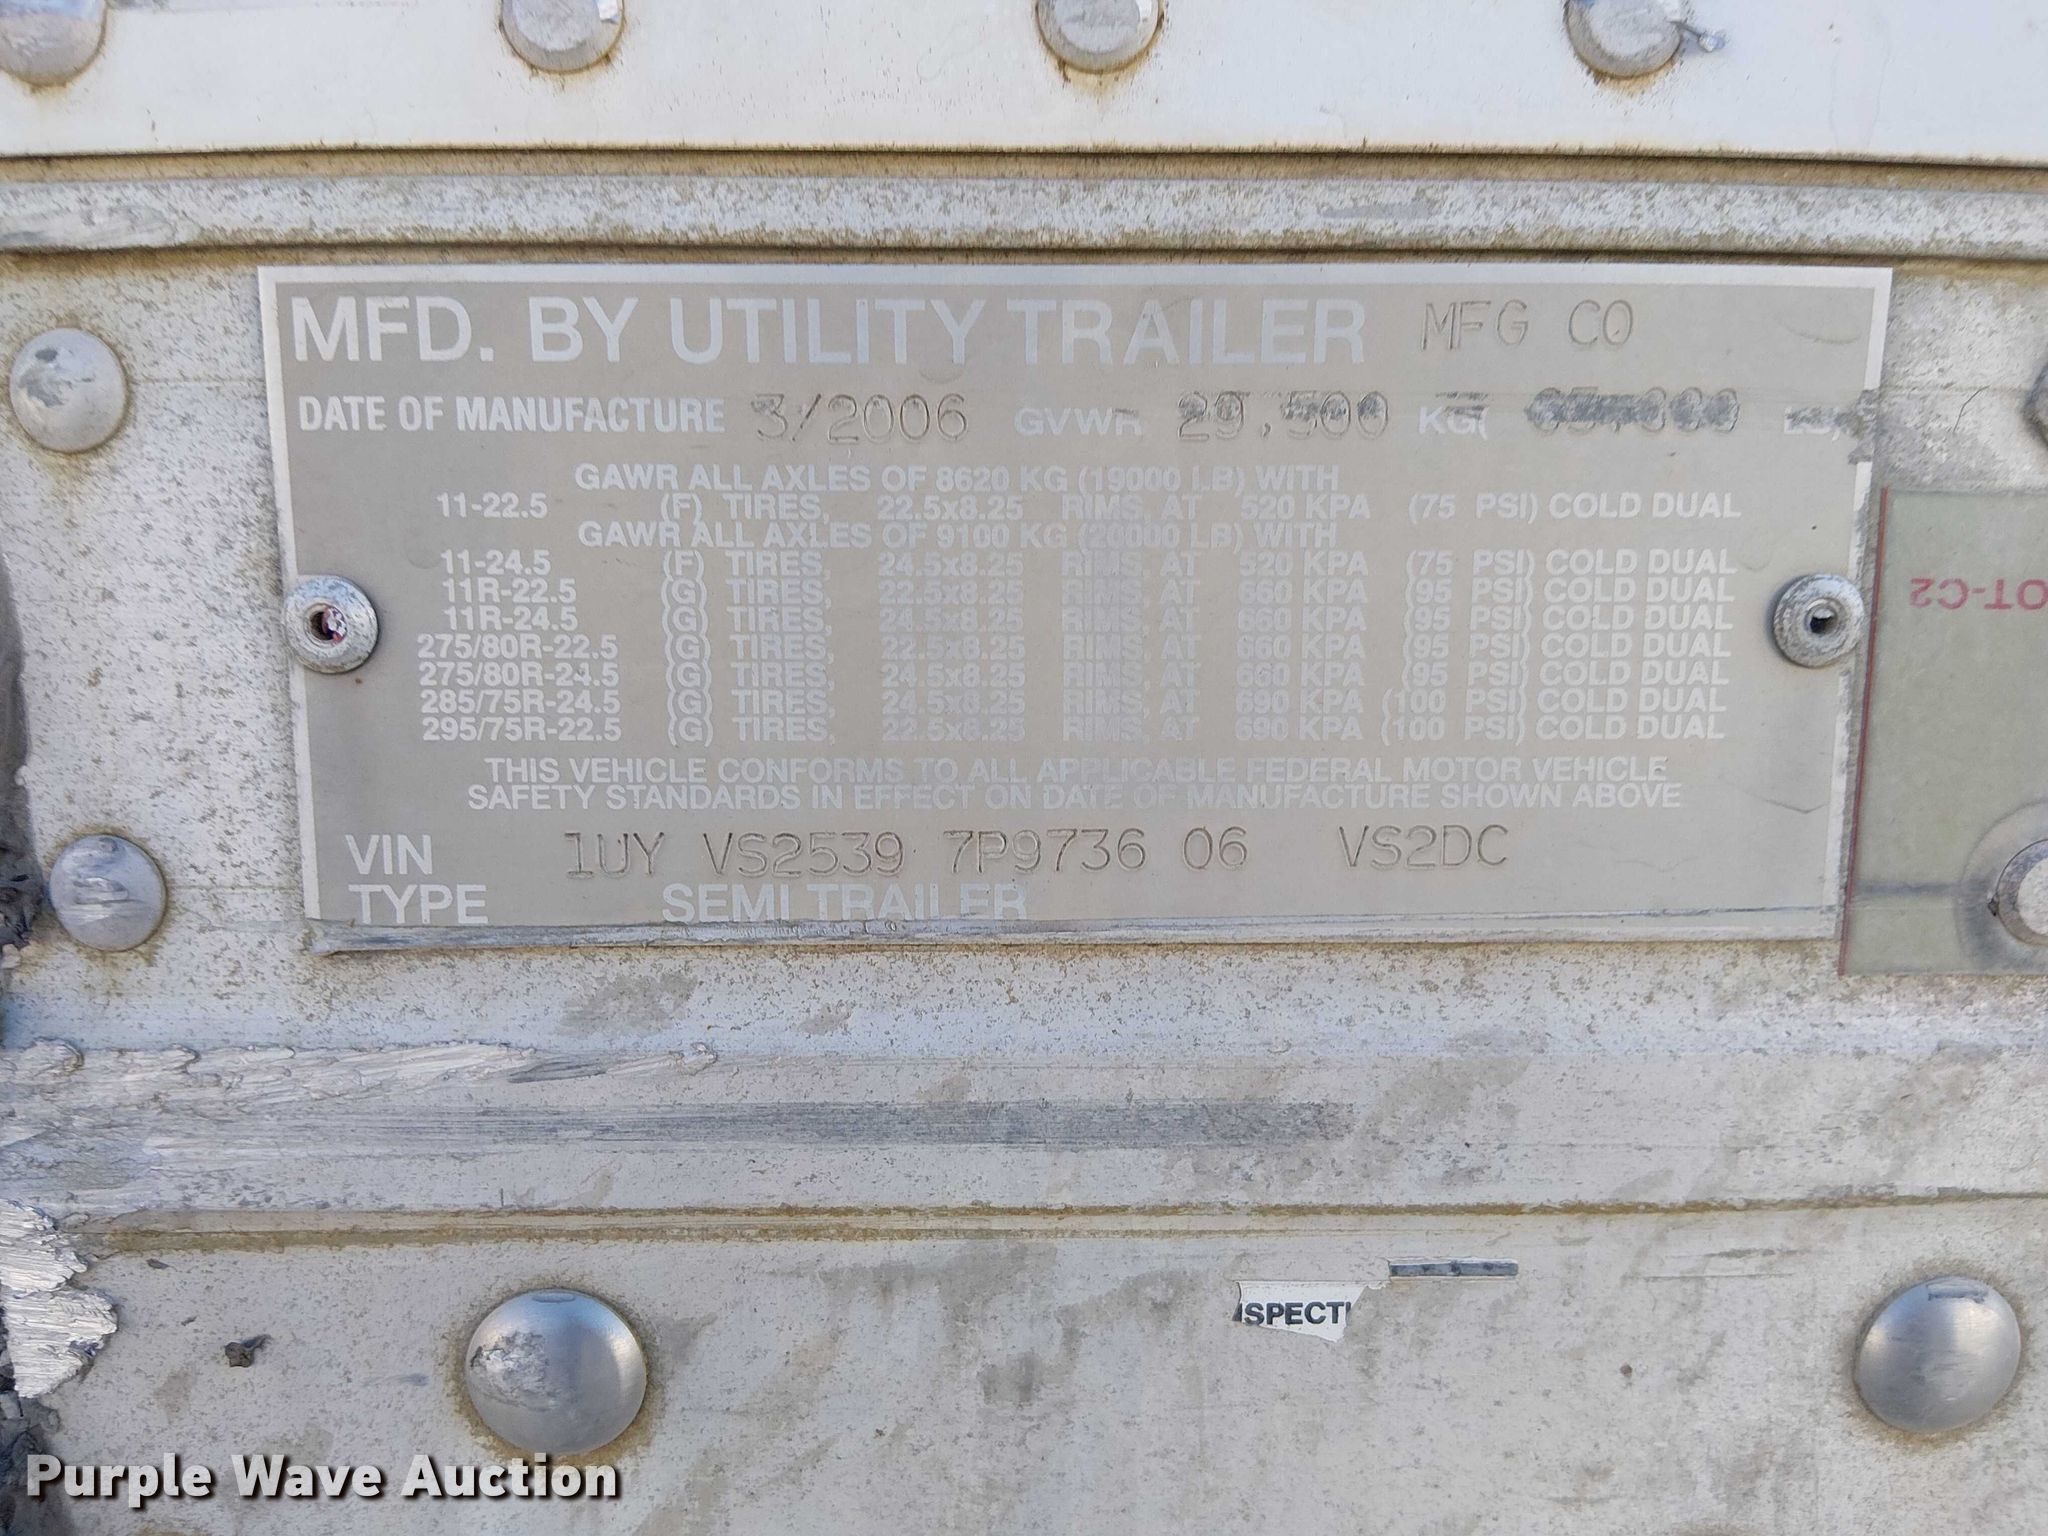 MFD. BY UTILITY TRAILER MFG CO
DATE OF MANUFACTURE 3/2006 GVWR 29,500 KG( 65,000 LB)
GAWR ALL AXLES OF 8620 KG (19000 LB) WITH
11-22.5 (F) TIRES, 22.5x8.25 RIMS, AT 520 KPA (75 PSI) COLD DUAL
GAWR ALL AXLES OF 9100 KG (20000 LB) WITH
11-24.5 (F) TIRES, 24.5x8.25 RIMS, AT 520 KPA (75 PSI) COLD DUAL
11R-22.5 (G) TIRES, 22.5x8.25 RIMS, AT 660 KPA (95 PSI) COLD DUAL
11R-24.5 (G) TIRES, 24.5x8.25 RIMS, AT 660 KPA (95 PSI) COLD DUAL
275/80R-22.5 (G) TIRES, 22.5x8.25 RIMS, AT 660 KPA (95 PSI) COLD DUAL
275/80R-24.5 (G) TIRES, 24.5x8.25 RIMS, AT 660 KPA (95 PSI) COLD DUAL
285/75R-24.5 (G) TIRES, 24.5x8.25 RIMS, AT 690 KPA (100 PSI) COLD DUAL
295/75R-22.5 (G) TIRES, 22.5x8.25 RIMS, AT 690 KPA (100 PSI) COLD DUAL
THIS VEHICLE CONFORMS TO ALL APPLICABLE FEDERAL MOTOR VEHICLE
SAFETY STANDARDS IN EFFECT ON DATE OF MANUFACTURE SHOWN ABOVE
VIN 1UY VS2539 7P9736 06 VS2DC
TYPE SEMI TRAILER
OT-C2
ISPECTI
Purple Wave Auction